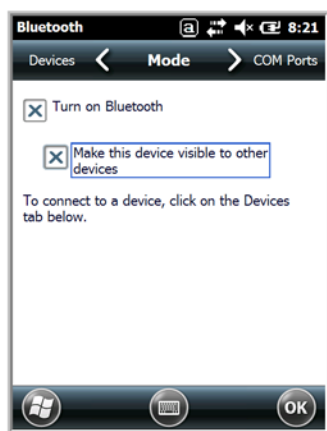 Bluetooth a 8:21
Devices Mode COM Ports
Turn on Bluetooth
Make this device visible to other
devices
To connect to a device, click on the Devices
tab below.
OK